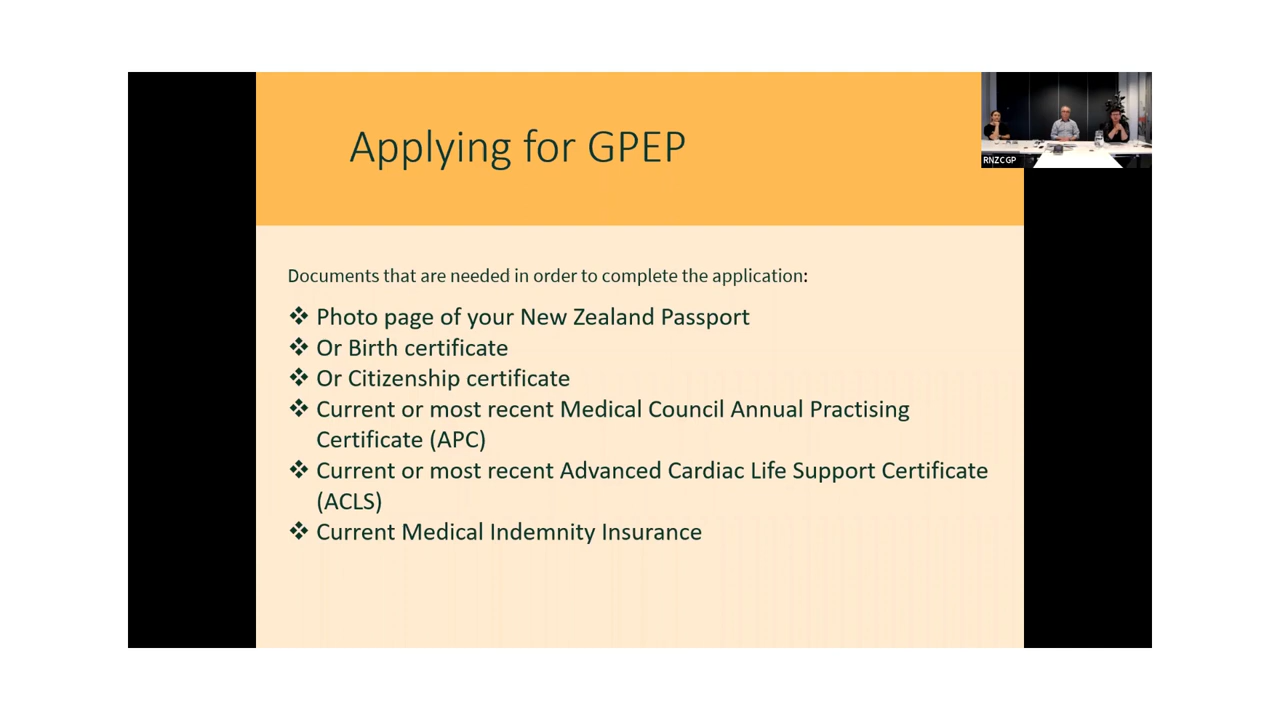 Applying for GPEP
RNZCGP
Documents that are needed in order to complete the application:
❖ Photo page of your New Zealand Passport
❖ Or Birth certificate
❖ Or Citizenship certificate
❖ Current or most recent Medical Council Annual Practising
Certificate (APC)
❖ Current or most recent Advanced Cardiac Life Support Certificate
(ACLS)
❖ Current Medical Indemnity Insurance